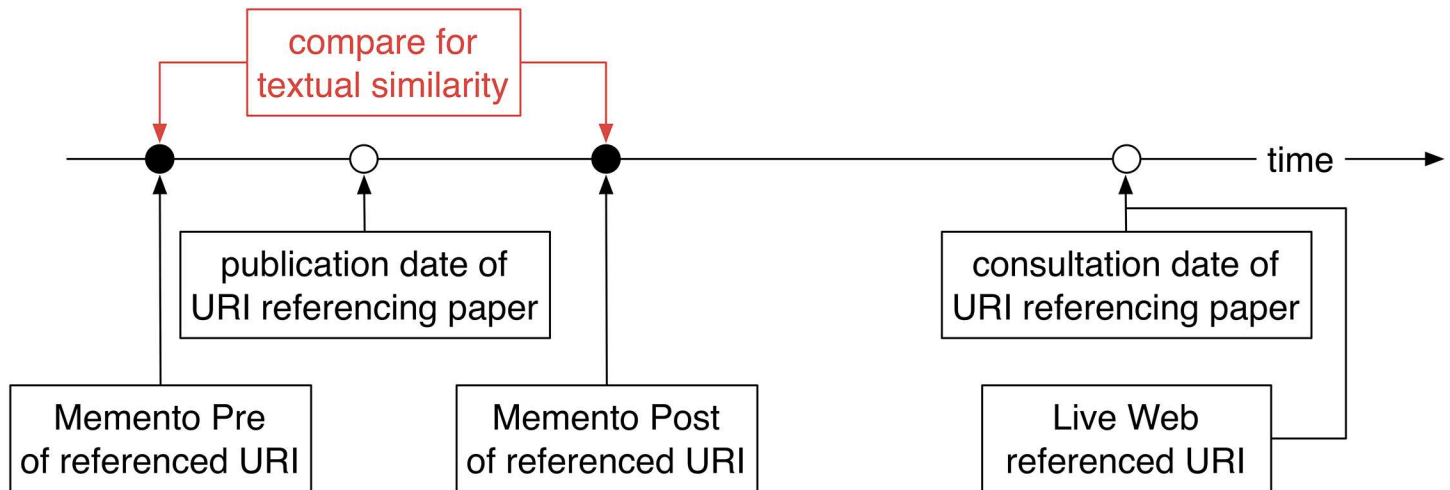 compare for
textual similarity
time
publication date of
URI referencing paper
consultation date of
URI referencing paper
Memento Pre
of referenced URI
Memento Post
of referenced URI
Live Web
referenced URI